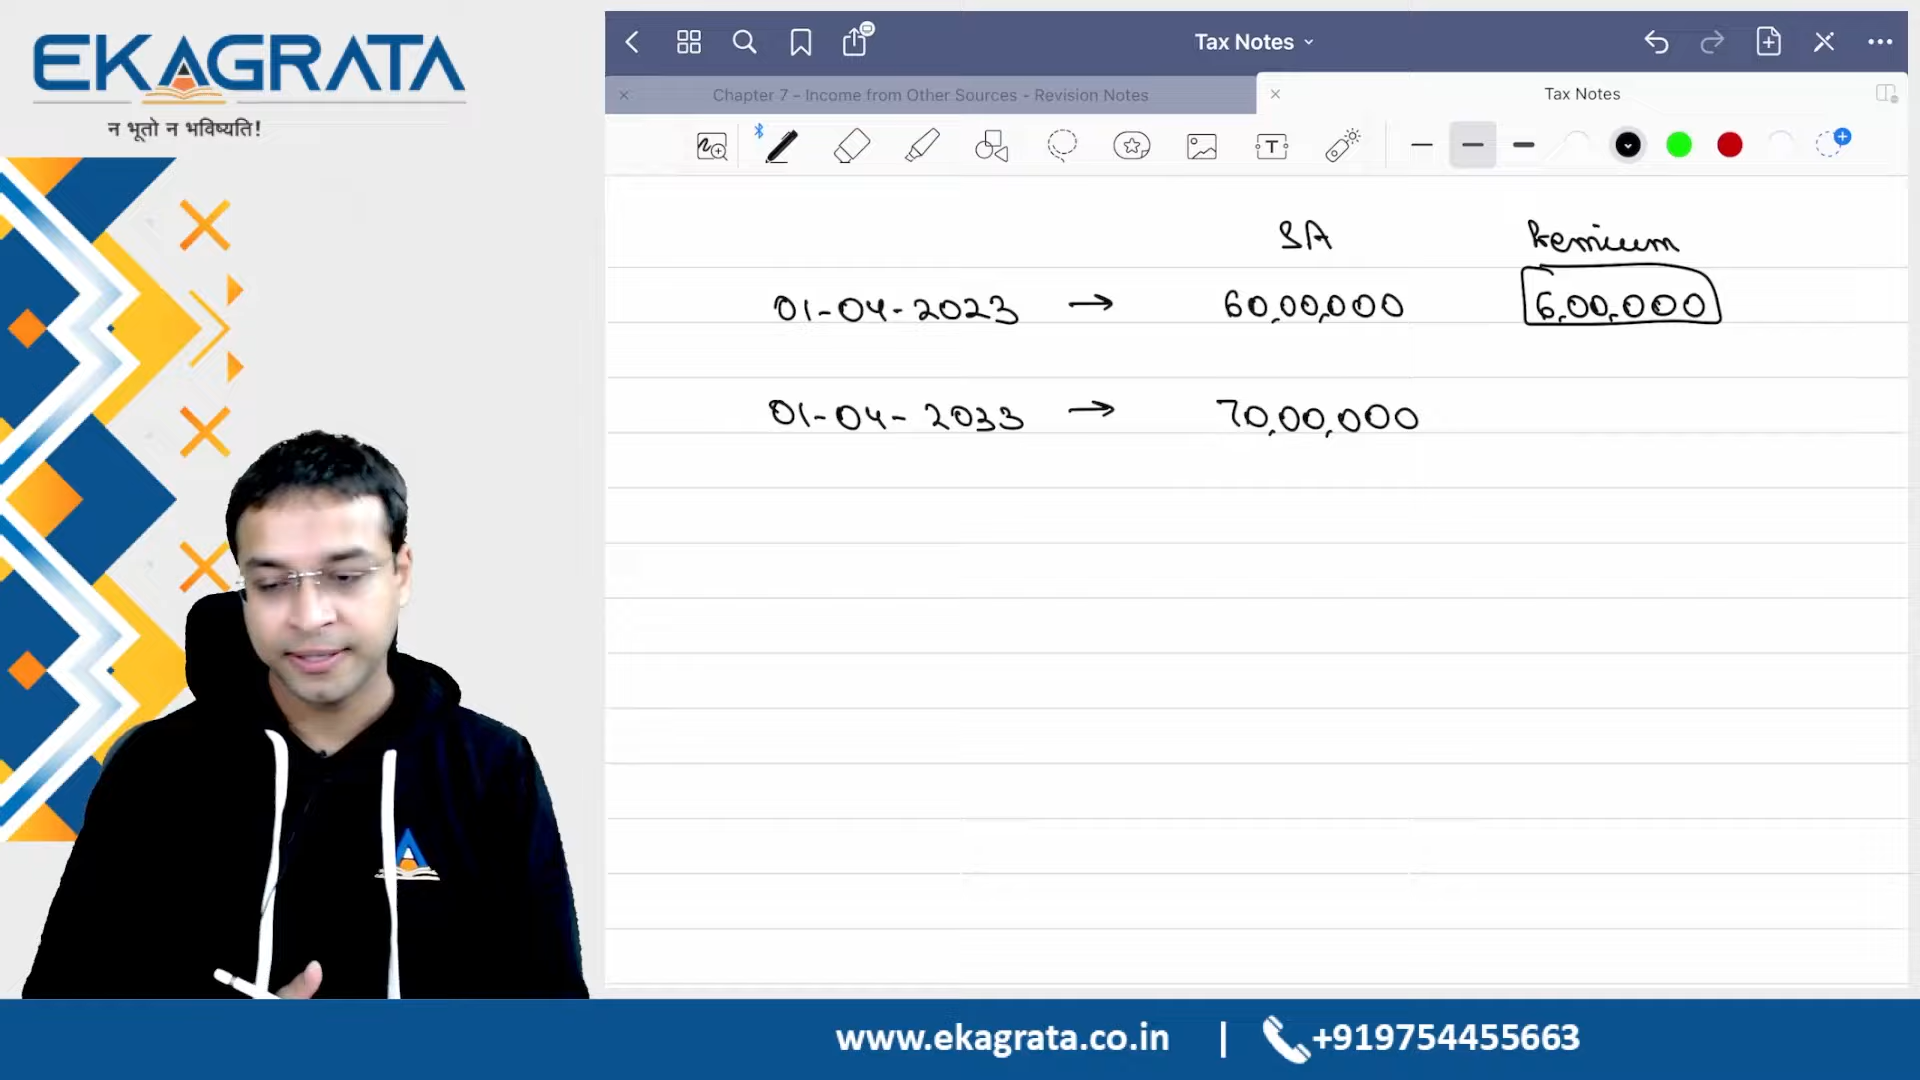 EKAGRATA
न भूतो न भविष्यति!
Tax Notes
Chapter 7 - Income from Other Sources - Revision Notes
Tax Notes
SA Premium
01-04-2023 → 60,00,000 6,00,000
01-04-2033 → 70,00,000
www.ekagrata.co.in | +919754455663